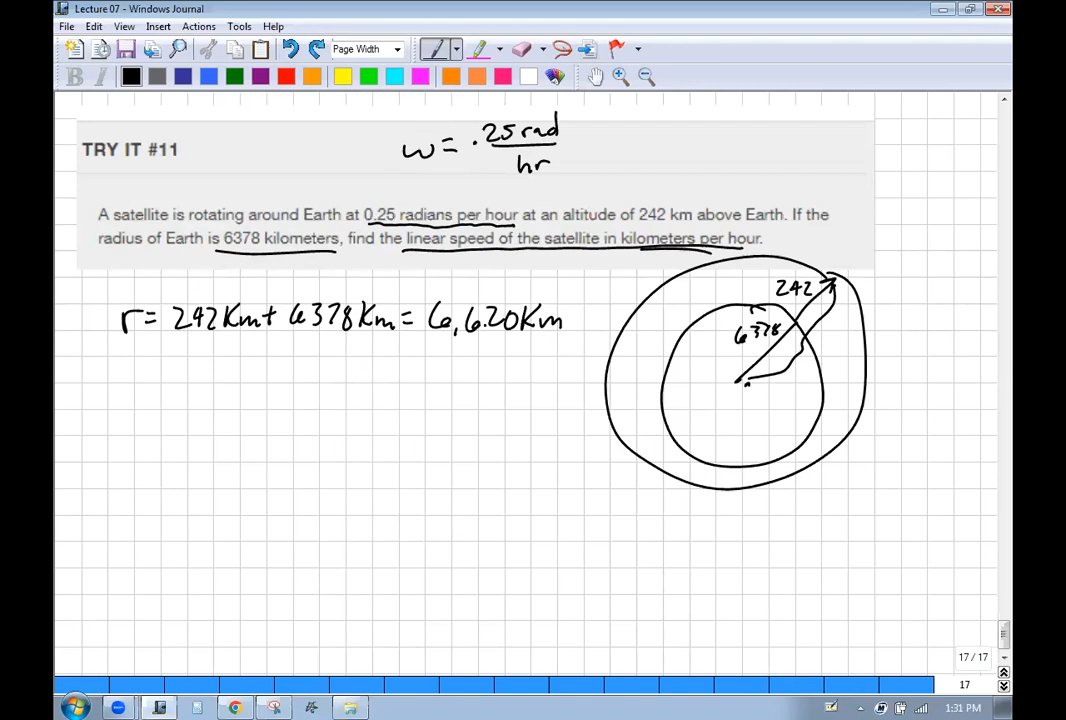 Lecture 07 - Windows Journal
File Edit View Insert Actions Tools Help
Page Width
B I
TRY IT #11
ω = .25 rad
hr
A satellite is rotating around Earth at 0.25 radians per hour at an altitude of 242 km above Earth. If the
radius of Earth is 6378 kilometers, find the linear speed of the satellite in kilometers per hour.
242
r = 242 Km + 6378 Km = 6,6.20 Km
6378
17 / 17
17
1:31 PM